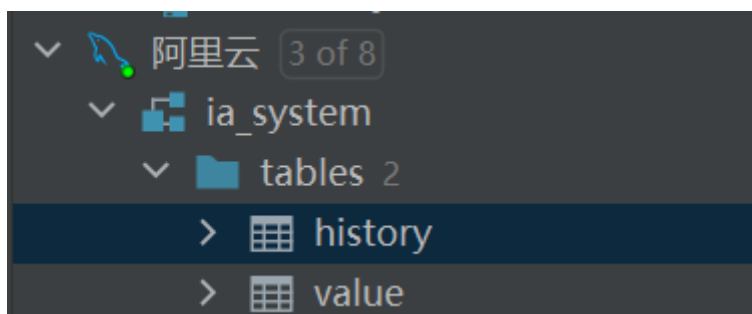 阿里云 3 of 8
ia_system
tables 2
history
value